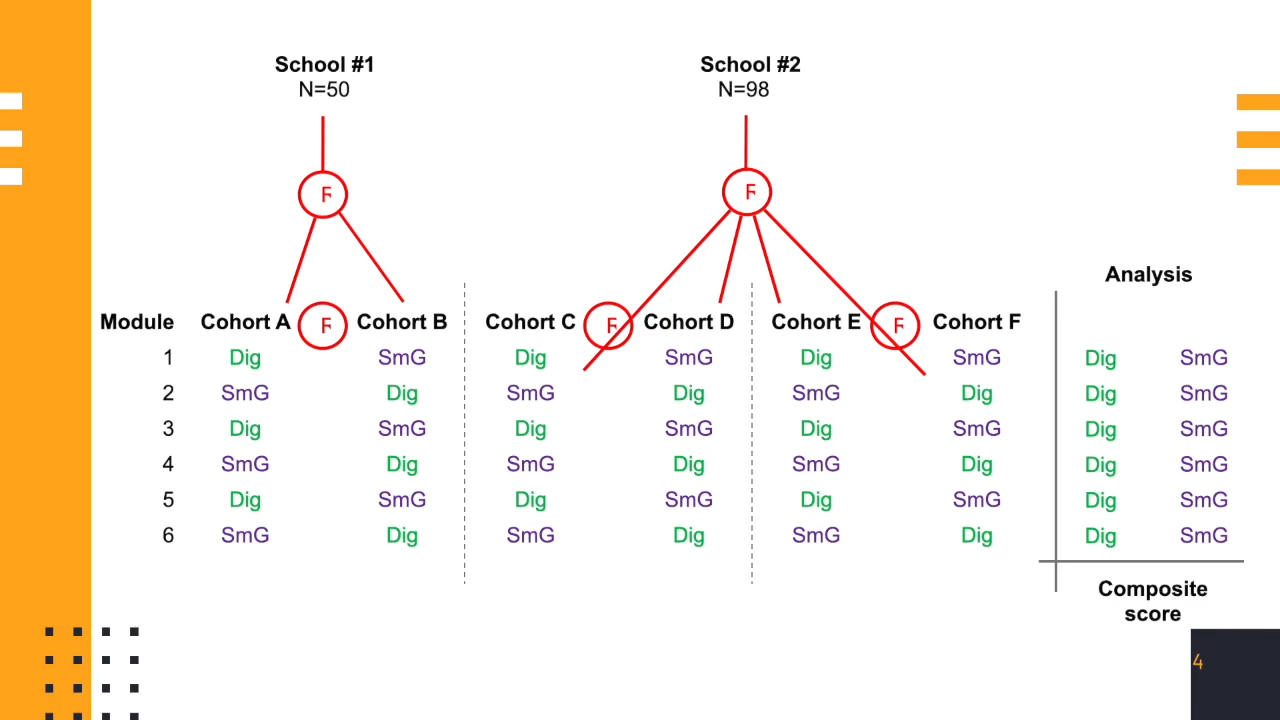 School #1 School #2
N=50 N=98
R R
Analysis
Module Cohort A R Cohort B Cohort C R Cohort D Cohort E R Cohort F
1 Dig SmG Dig SmG Dig SmG Dig SmG
2 SmG Dig SmG Dig SmG Dig Dig SmG
3 Dig SmG Dig SmG Dig SmG Dig SmG
4 SmG Dig SmG Dig SmG Dig Dig SmG
5 Dig SmG Dig SmG Dig SmG Dig SmG
6 SmG Dig SmG Dig SmG Dig Dig SmG
Composite
score
4